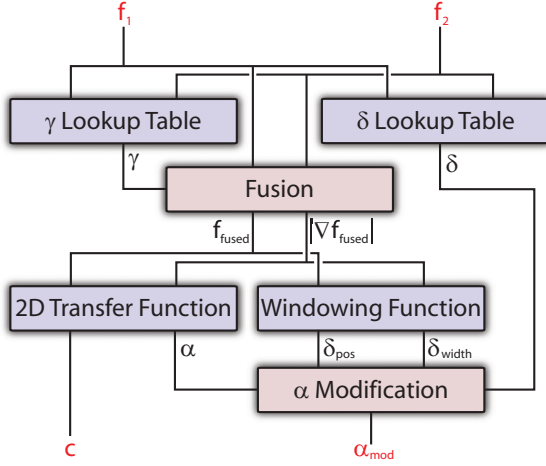 f1 f2
γ Lookup Table δ Lookup Table
γ δ
Fusion
ffused |∇ffused|
2D Transfer Function Windowing Function
α δpos δwidth
α Modification
c αmod